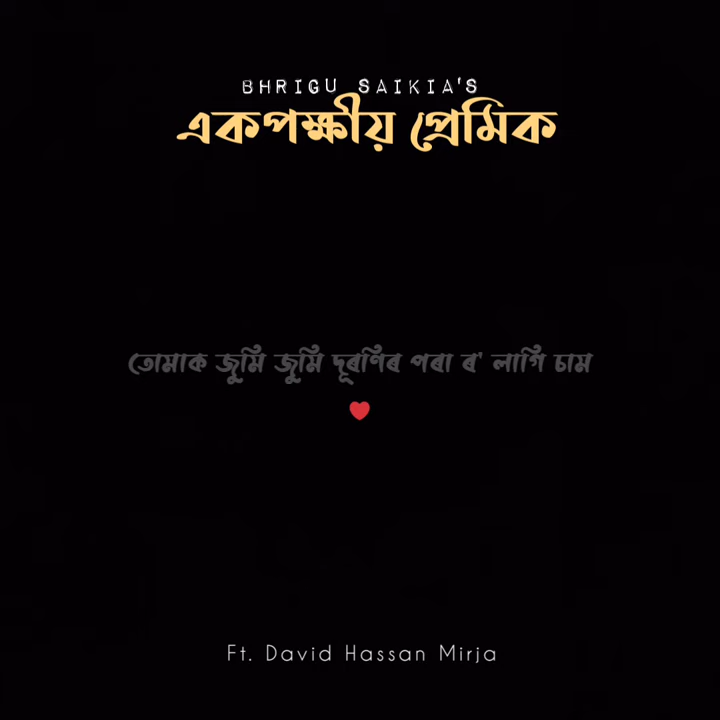 BHRIGU SAIKIA'S
একপক্ষীয় প্ৰেমিক
তোমাক জুমি জুমি দূৰণিৰ পৰা ৰ' লাগি চাম
Ft. David Hassan Mirja